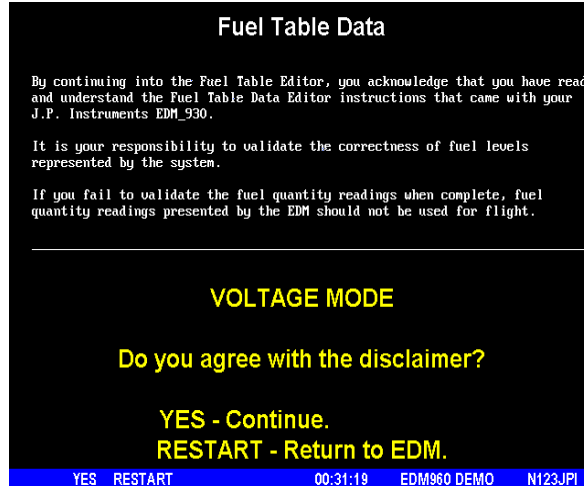 Fuel Table Data
By continuing into the Fuel Table Editor, you acknowledge that you have read
and understand the Fuel Table Data Editor instructions that came with your
J.P. Instruments EDM_930.
It is your responsibility to validate the correctness of fuel levels
represented by the system.
If you fail to validate the fuel quantity readings when complete, fuel
quantity readings presented by the EDM should not be used for flight.
VOLTAGE MODE
Do you agree with the disclaimer?
YES - Continue.
RESTART - Return to EDM.
YES RESTART 00:31:19 EDM960 DEMO N123JPI